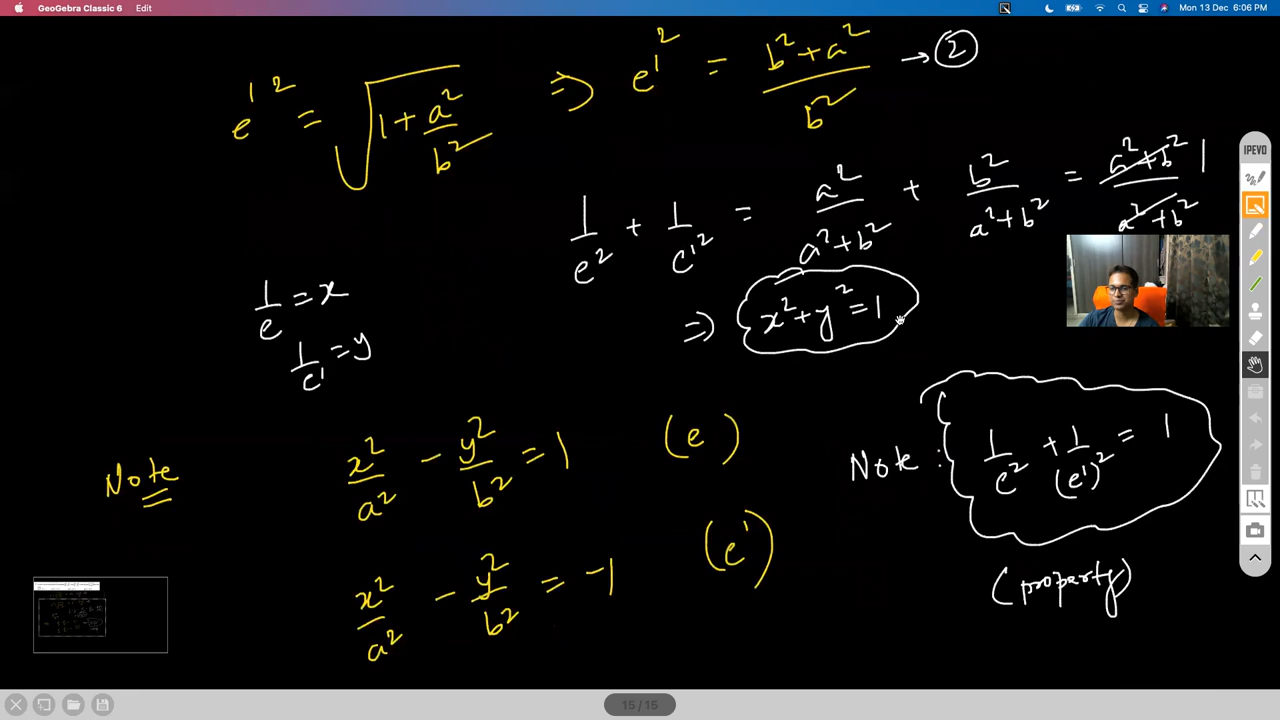 GeoGebra Classic 6 Edit Mon 13 Dec 6:06 PM
e'² = √(1 + a²/b²) ⇒ e'² = (b² + a²)/b² → ②
1/e² + 1/e'² = a²/(a²+b²) + b²/(a²+b²) = (a²+b²)/(a²+b²) 1
1/e = x
1/e' = y
⇒ x² + y² = 1
Note x²/a² − y²/b² = 1 (e)
x²/a² − y²/b² = −1 (e')
Note : 1/e² + 1/(e')² = 1
(property)
IPEVO
15 / 15